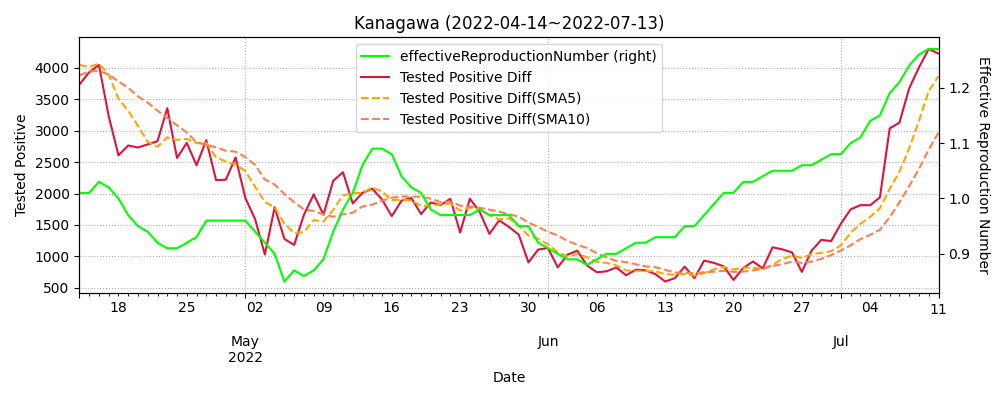 Kanagawa (2022-04-14~2022-07-13)
effectiveReproductionNumber (right)
Tested Positive Diff
Tested Positive Diff(SMA5)
Tested Positive Diff(SMA10)
Tested Positive
4000
3500
3000
2500
2000
1500
1000
500
1.2
1.1
1.0
0.9
Effective Reproduction Number
18 25 02 09 16 23 30 06 13 20 27 04 11
May Jun Jul
2022
Date